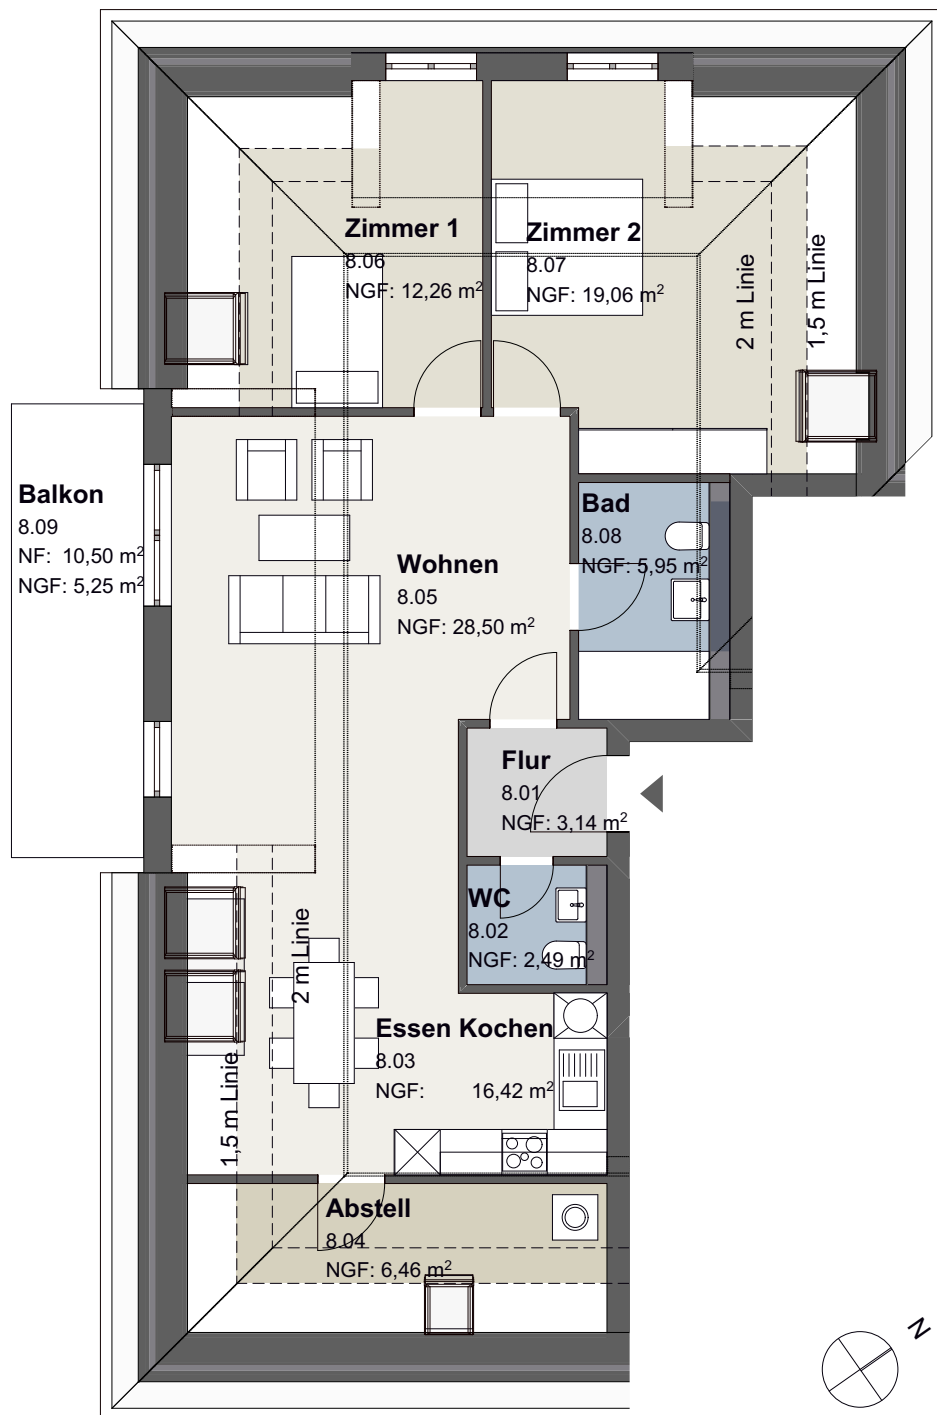 Zimmer 1
8.06
NGF: 12,26 m²
Zimmer 2
8.07
NGF: 19,06 m²
2 m Linie
1,5 m Linie
Balkon
8.09
NF: 10,50 m²
NGF: 5,25 m²
Wohnen
8.05
NGF: 28,50 m²
Bad
8.08
NGF: 5,95 m²
Flur
8.01
NGF: 3,14 m²
WC
8.02
NGF: 2,49 m²
2 m Linie
1,5 m Linie
Essen Kochen
8.03
NGF: 16,42 m²
Abstell
8.04
NGF: 6,46 m²
N